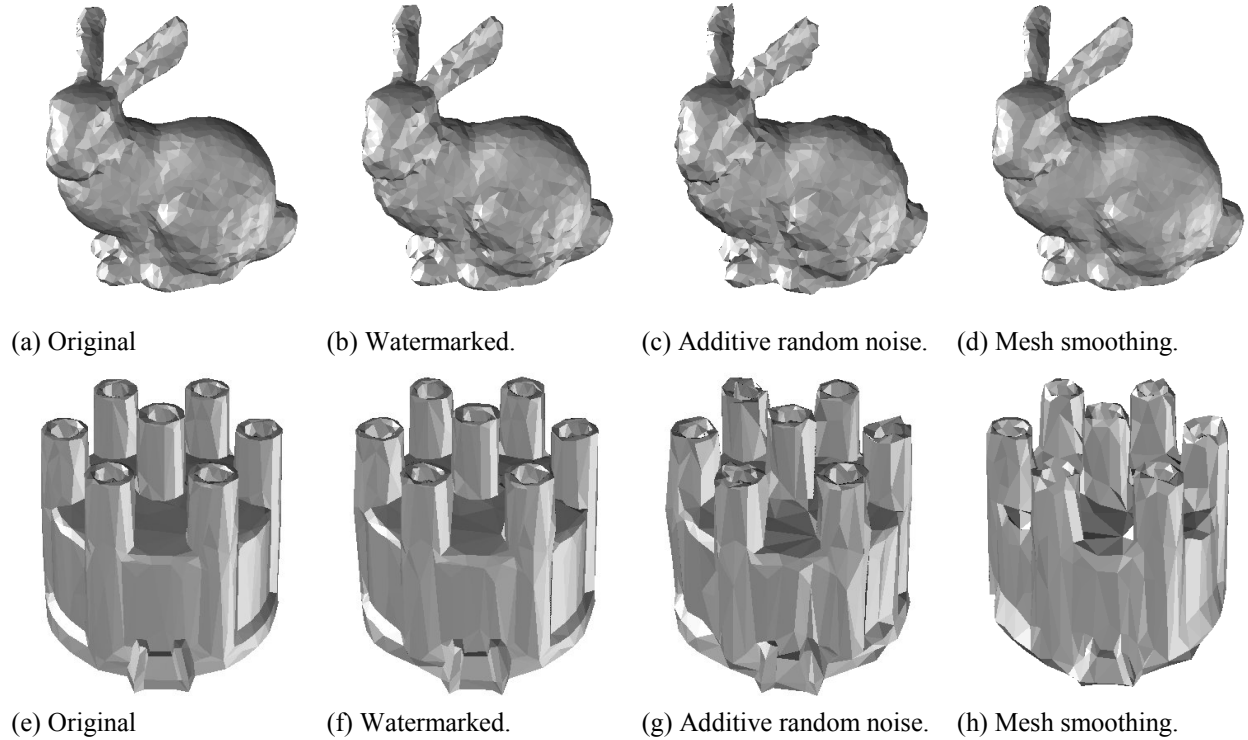 (a) Original
(b) Watermarked.
(c) Additive random noise.
(d) Mesh smoothing.
(e) Original
(f) Watermarked.
(g) Additive random noise.
(h) Mesh smoothing.